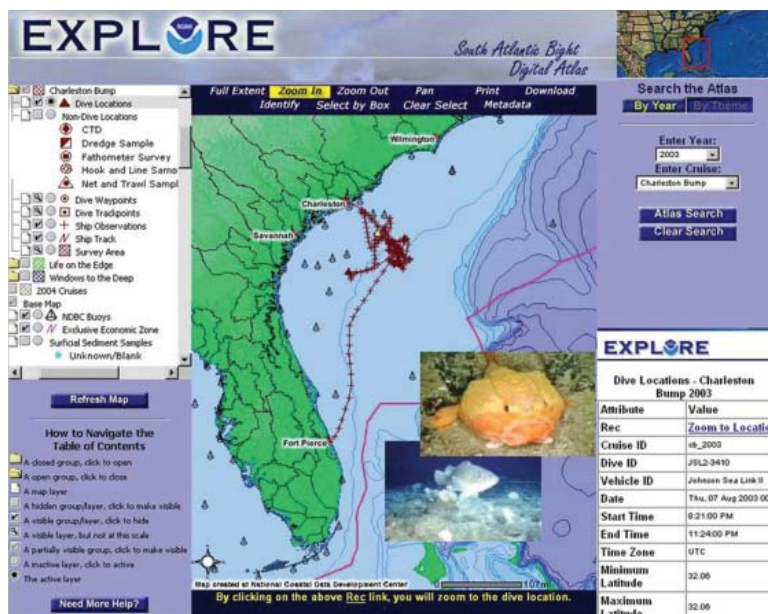 EXPLORE
South Atlantic Bight
Digital Atlas
Charleston Bump
Dive Locations
Non-Dive Locations
CTD
Dredge Sample
Fathometer Survey
Hook and Line Samp
Net and Trawl Sampl
Dive Waypoints
Dive Trackpoints
Ship Observations
Ship Track
Survey Area
Life on the Edge
Windows to the Deep
2004 Cruises
Base Map
NDBC Buoys
Exclusive Economic Zone
Surficial Sediment Samples
Unknown/Blank
Refresh Map
How to Navigate the
Table of Contents
A closed group, click to open
A open group, click to close
A map layer
A hidden group/layer, click to make visible
A visible group/layer, click to hide
A visible layer, but not at this scale
A partially visible group, click to make visible
A inactive layer, click to active
The active layer
Need More Help?
Full Extent Zoom In Zoom Out Pan Print Download
Identify Select by Box Clear Select Metadata
Wilmington
Charleston
Savannah
Fort Pierce
Map created at National Coastal Data Development Center
107 mi
By clicking on the above Rec link, you will zoom to the dive location.
Search the Atlas
By Year By Theme
Enter Year:
2003
Enter Cruise:
Charleston Bump
Atlas Search
Clear Search
EXPLORE
Dive Locations - Charleston
Bump 2003
Attribute Value
Rec Zoom to Locatio
Cruise ID cb_2003
Dive ID JSL2-3410
Vehicle ID Johnson Sea Link II
Date Thu, 07 Aug 2003 00
Start Time 8:21:00 PM
End Time 11:24:00 PM
Time Zone UTC
Minimum
Latitude 32.06
Maximum
Latitude 32.06